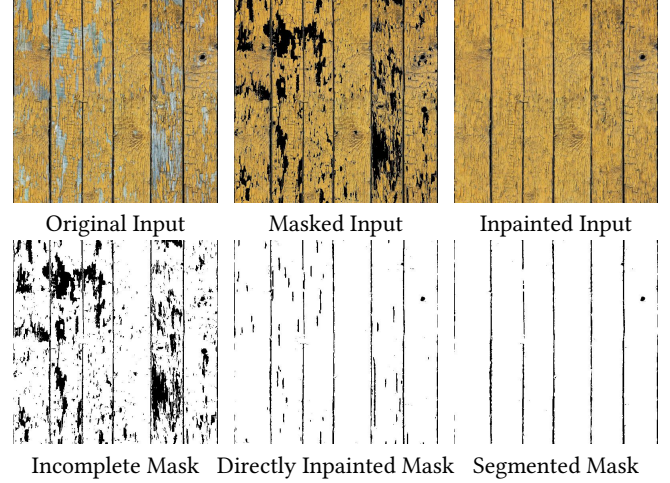 Original Input Masked Input Inpainted Input
Incomplete Mask Directly Inpainted Mask Segmented Mask